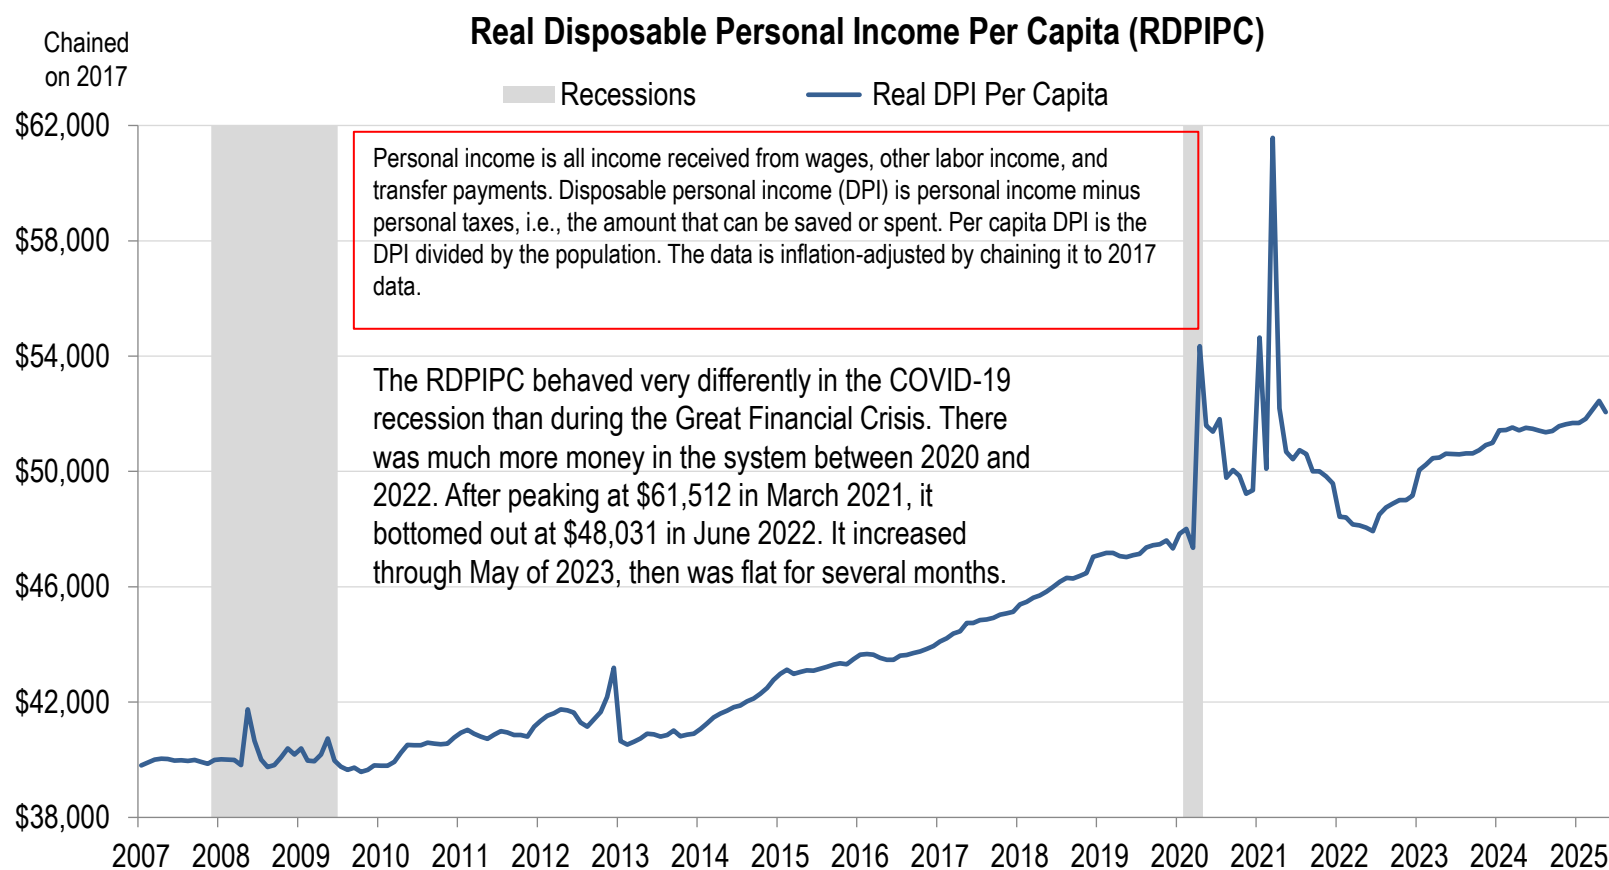 Real Disposable Personal Income Per Capita (RDPIPC)
Chained
on 2017
Recessions
Real DPI Per Capita
$62,000
$58,000
$54,000
$50,000
$46,000
$42,000
$38,000
Personal income is all income received from wages, other labor income, and
transfer payments. Disposable personal income (DPI) is personal income minus
personal taxes, i.e., the amount that can be saved or spent. Per capita DPI is the
DPI divided by the population. The data is inflation-adjusted by chaining it to 2017
data.
The RDPIPC behaved very differently in the COVID-19
recession than during the Great Financial Crisis. There
was much more money in the system between 2020 and
2022. After peaking at $61,512 in March 2021, it
bottomed out at $48,031 in June 2022. It increased
through May of 2023, then was flat for several months.
2007 2008 2009 2010 2011 2012 2013 2014 2015 2016 2017 2018 2019 2020 2021 2022 2023 2024 2025